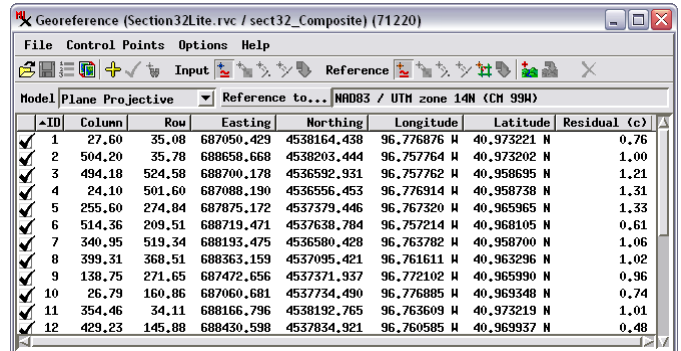 Georeference (Section32Lite.rvc / sect32_Composite) (71220)
File Control Points Options Help
Input Reference
Model Plane Projective Reference to... NAD83 / UTM zone 14N (CM 99W)
ID Column Row Easting Northing Longitude Latitude Residual (c)
1 27.60 35.08 687050.429 4538164.438 96.776876 W 40.973221 N 0.76
2 504.20 35.78 688658.668 4538203.444 96.757764 W 40.973202 N 1.00
3 494.18 524.58 688700.178 4536592.931 96.757762 W 40.958695 N 1.21
4 24.10 501.60 687088.190 4536556.453 96.776914 W 40.958738 N 1.31
5 255.60 274.84 687875.172 4537379.446 96.767320 W 40.965965 N 1.33
6 514.36 209.51 688719.471 4537638.784 96.757214 W 40.968105 N 0.61
7 340.95 519.34 688193.475 4536580.428 96.763782 W 40.958700 N 1.06
8 399.31 368.51 688363.159 4537095.421 96.761611 W 40.963296 N 1.02
9 138.75 271.65 687472.656 4537371.937 96.772102 W 40.965990 N 0.96
10 26.79 160.86 687060.681 4537734.490 96.776885 W 40.969348 N 0.74
11 354.46 34.11 688166.796 4538192.765 96.763609 W 40.973219 N 1.01
12 429.23 145.88 688430.598 4537834.921 96.760585 W 40.969937 N 0.48